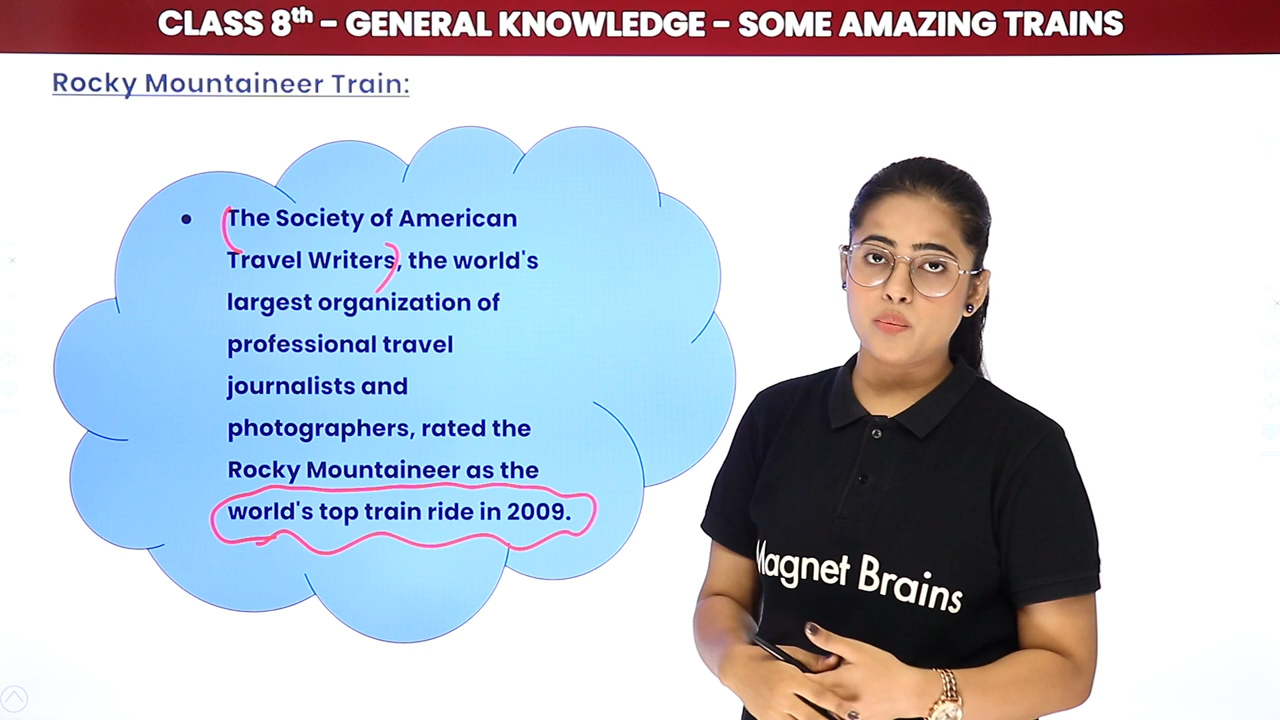 CLASS 8th - GENERAL KNOWLEDGE - SOME AMAZING TRAINS
Rocky Mountaineer Train:
• The Society of American
Travel Writers, the world's
largest organization of
professional travel
journalists and
photographers, rated the
Rocky Mountaineer as the
world's top train ride in 2009.
Magnet Brains